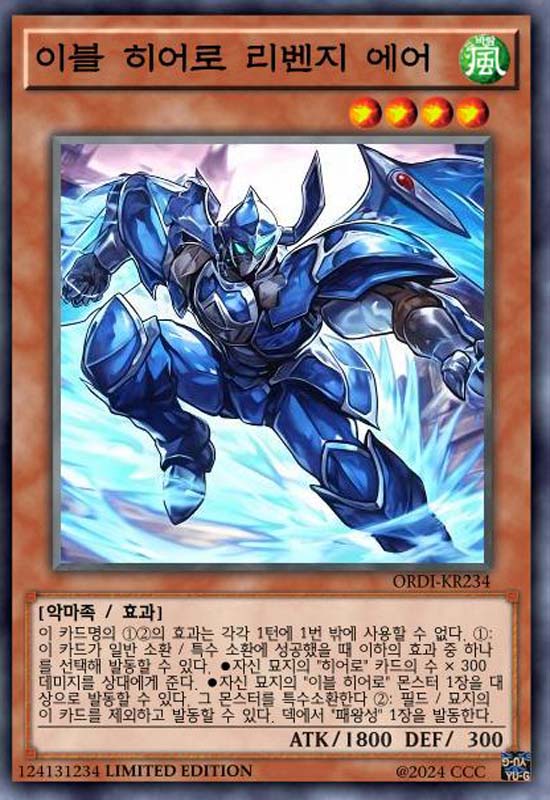 이블 히어로 리벤지 에어
바람
風
ORDI-KR234
[악마족 / 효과]
이 카드명의 ①②의 효과는 각각 1턴에 1번 밖에 사용할 수 없다. ①:
이 카드가 일반 소환 / 특수 소환에 성공했을 때 이하의 효과 중 하나
를 선택해 발동할 수 있다. ●자신 묘지의 "히어로" 카드의 수 × 300
데미지를 상대에게 준다. ●자신 묘지의 "이블 히어로" 몬스터 1장을 대
상으로 발동할 수 있다. 그 몬스터를 특수소환한다 ②: 필드 / 묘지의
이 카드를 제외하고 발동할 수 있다. 덱에서 "패왕성" 1장을 발동한다.
ATK/1800 DEF/ 300
124131234 LIMITED EDITION
@2024 CCC
YU-G
YU-G